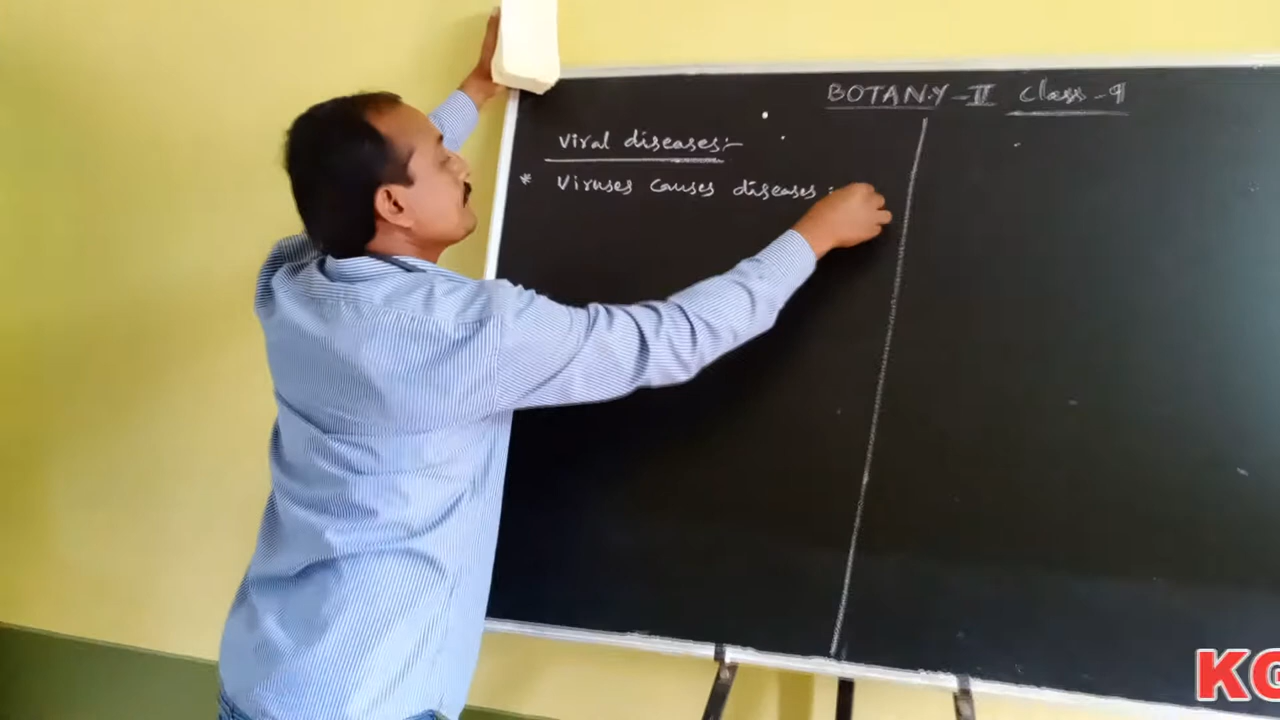 BOTANY-II Class-9
Viral diseases:-
* Viruses causes diseases
KG